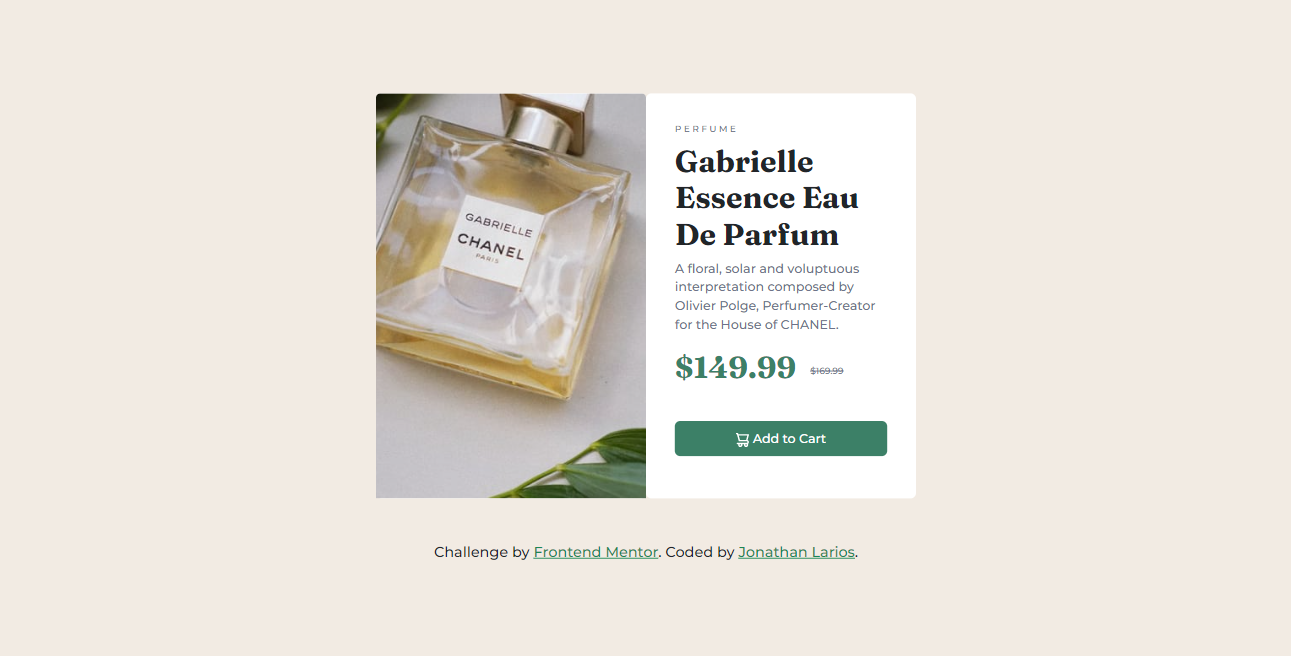 GABRIELLE
CHANEL
PARIS
PERFUME
Gabrielle
Essence Eau
De Parfum
A floral, solar and voluptuous
interpretation composed by
Olivier Polge, Perfumer-Creator
for the House of CHANEL.
$149.99 $169.99
Add to Cart
Challenge by Frontend Mentor. Coded by Jonathan Larios.